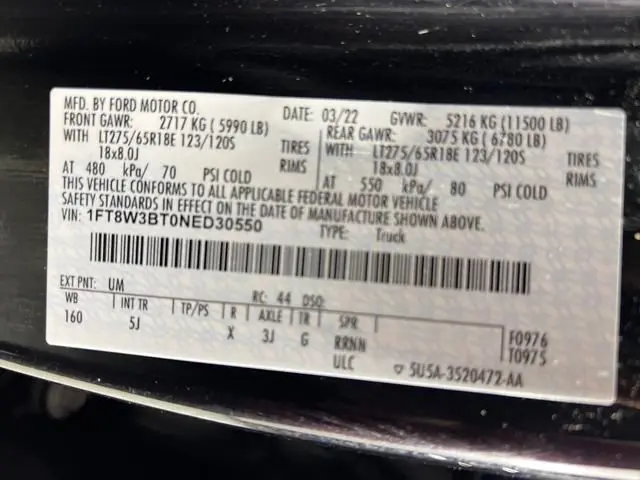 MFD. BY FORD MOTOR CO. DATE: 03/22 GVWR: 5216 KG (11500 LB)
FRONT GAWR: 2717 KG (5990 LB) REAR GAWR: 3075 KG (6780 LB)
WITH LT275/65R18E 123/120S TIRES WITH LT275/65R18E 123/120S TIRES
18x8.0J RIMS 18x8.0J RIMS
AT 480 kPa/ 70 PSI COLD AT 550 kPa/ 80 PSI COLD
THIS VEHICLE CONFORMS TO ALL APPLICABLE FEDERAL MOTOR VEHICLE
SAFETY STANDARDS IN EFFECT ON THE DATE OF MANUFACTURE SHOWN ABOVE.
VIN: 1FT8W3BT0NED30550 TYPE: Truck
EXT PNT: UM RC: 44 DSO:
WB INT TR TP/PS R AXLE TR SPR
160 5J X 3J G RRNN F0976
ULC T0975
5U5A-3520472-AA